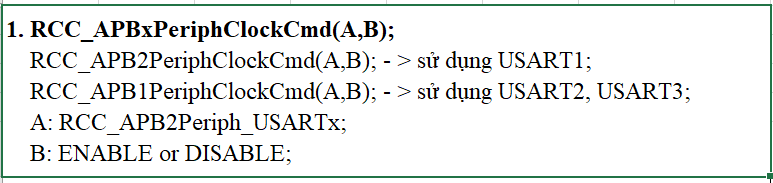 1. RCC_APBxPeriphClockCmd(A,B);
RCC_APB2PeriphClockCmd(A,B); - > sử dụng USART1;
RCC_APB1PeriphClockCmd(A,B); - > sử dụng USART2, USART3;
A: RCC_APB2Periph_USARTx;
B: ENABLE or DISABLE;